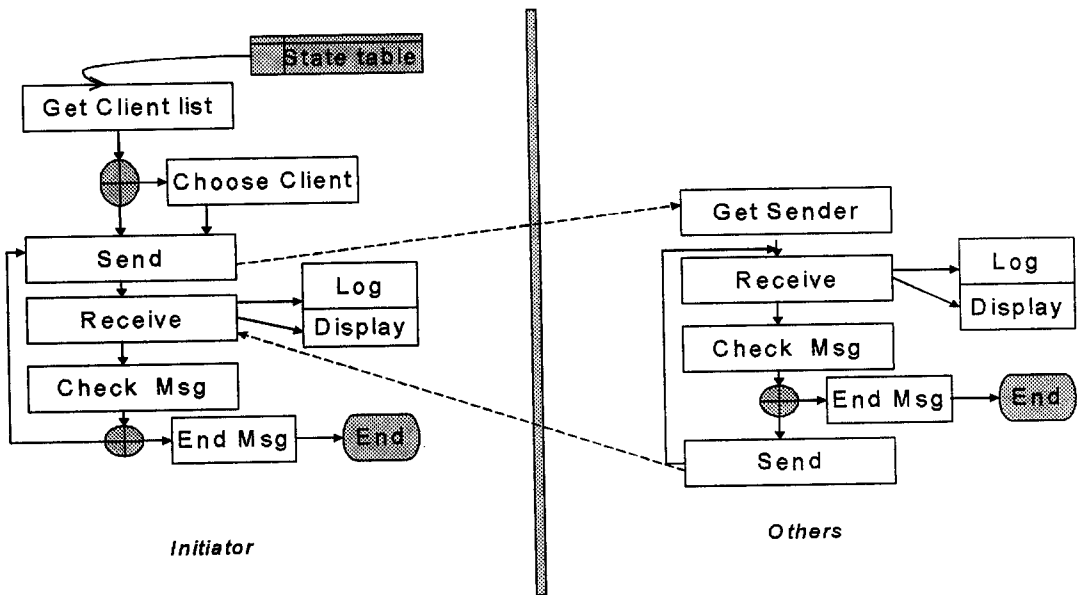 State table
Get Client list
Choose Client
Send
Receive
Log
Display
Check Msg
End Msg
End
Initiator
Get Sender
Receive
Log
Display
Check Msg
End Msg
End
Send
Others